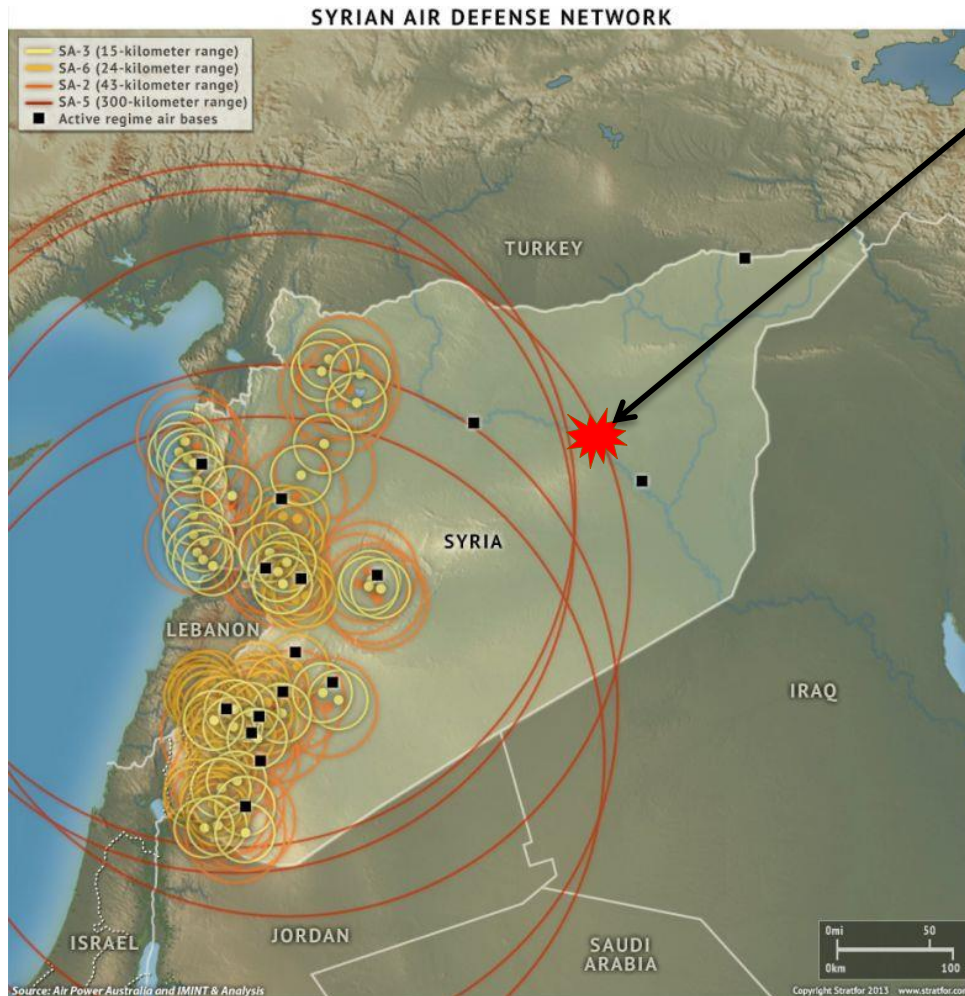 SYRIAN AIR DEFENSE NETWORK
SA-3 (15-kilometer range)
SA-6 (24-kilometer range)
SA-2 (43-kilometer range)
SA-5 (300-kilometer range)
Active regime air bases
TURKEY
SYRIA
LEBANON
IRAQ
ISRAEL
JORDAN
SAUDI
ARABIA
0mi 50
0km 100
Source: Air Power Australia and IMINT & Analysis
Copyright Stratfor 2013 www.stratfor.com